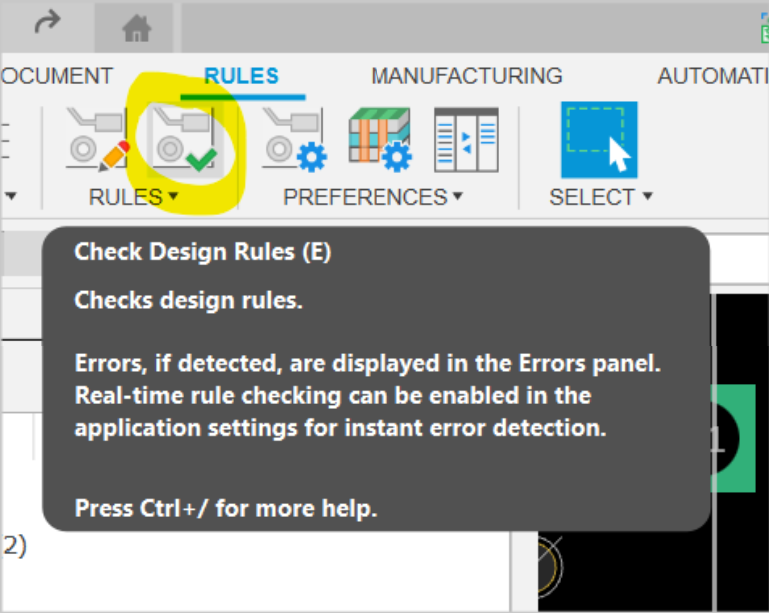 OCUMENT RULES MANUFACTURING AUTOMATI
RULES PREFERENCES SELECT
Check Design Rules (E)
Checks design rules.
Errors, if detected, are displayed in the Errors panel.
Real-time rule checking can be enabled in the
application settings for instant error detection.
1
Press Ctrl+/ for more help.
2)